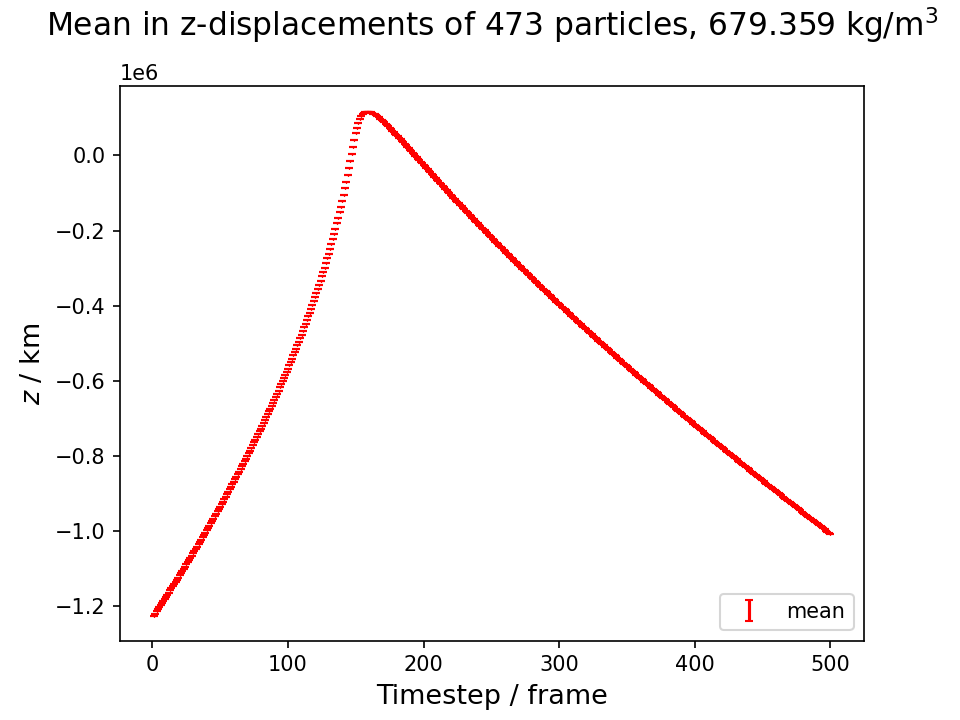 Mean in z-displacements of 473 particles, 679.359 kg/m³
1e6
0.0
−0.2
−0.4
−0.6
−0.8
−1.0
−1.2
z / km
mean
0 100 200 300 400 500
Timestep / frame